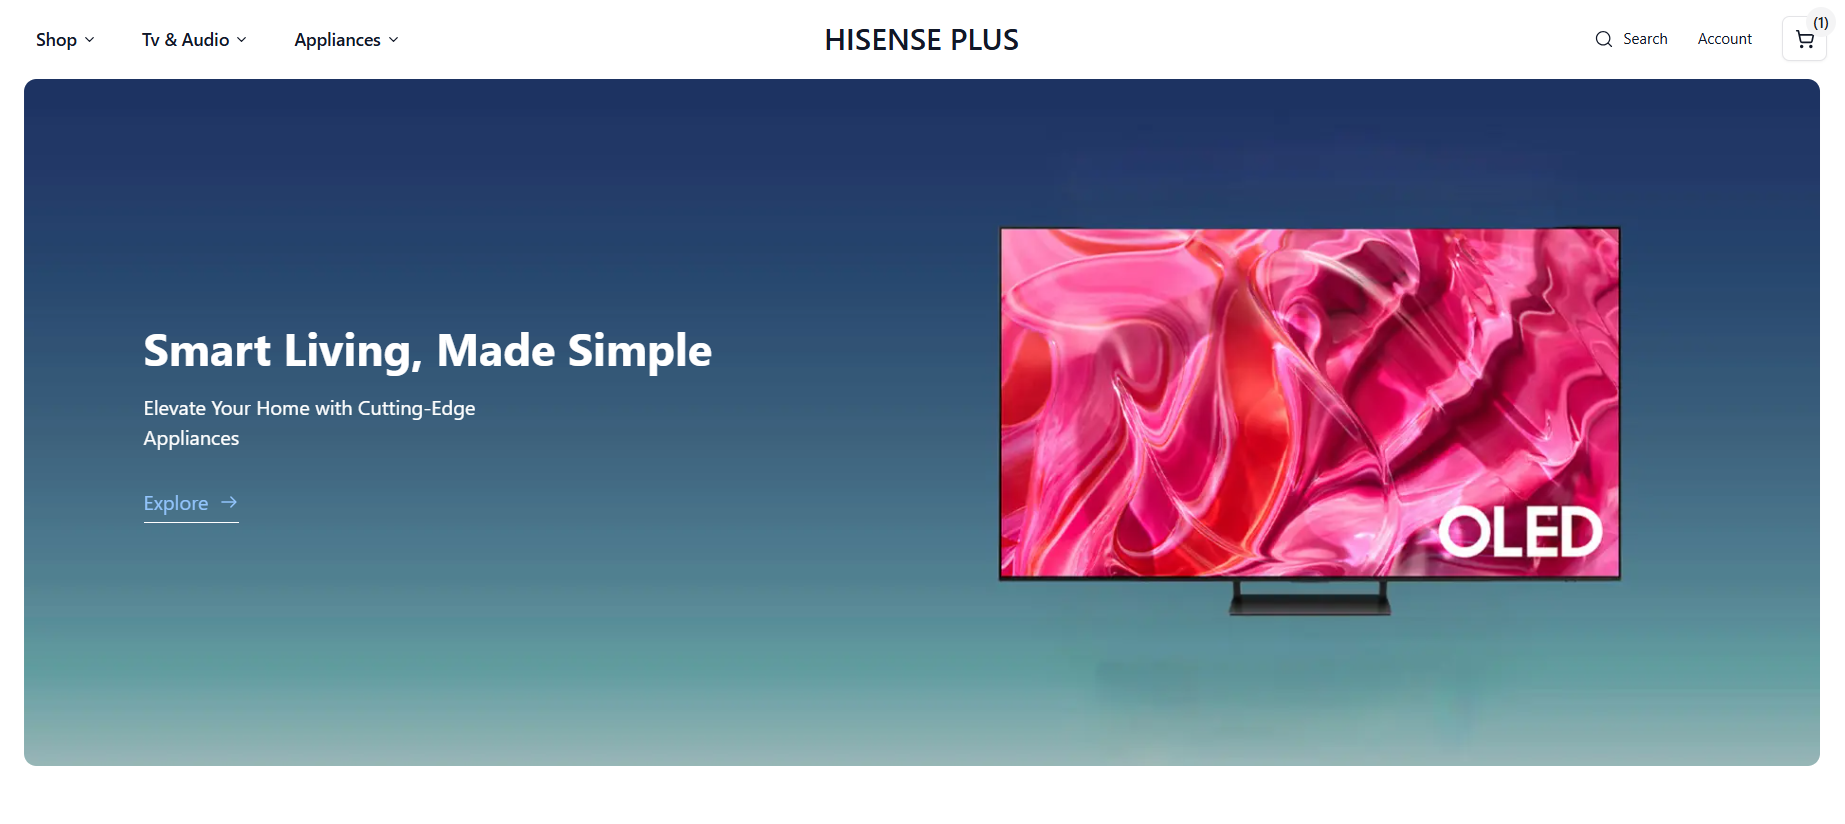 Shop
Tv & Audio
Appliances
HISENSE PLUS
Search
Account
(1)
Smart Living, Made Simple
Elevate Your Home with Cutting-Edge
Appliances
Explore
OLED